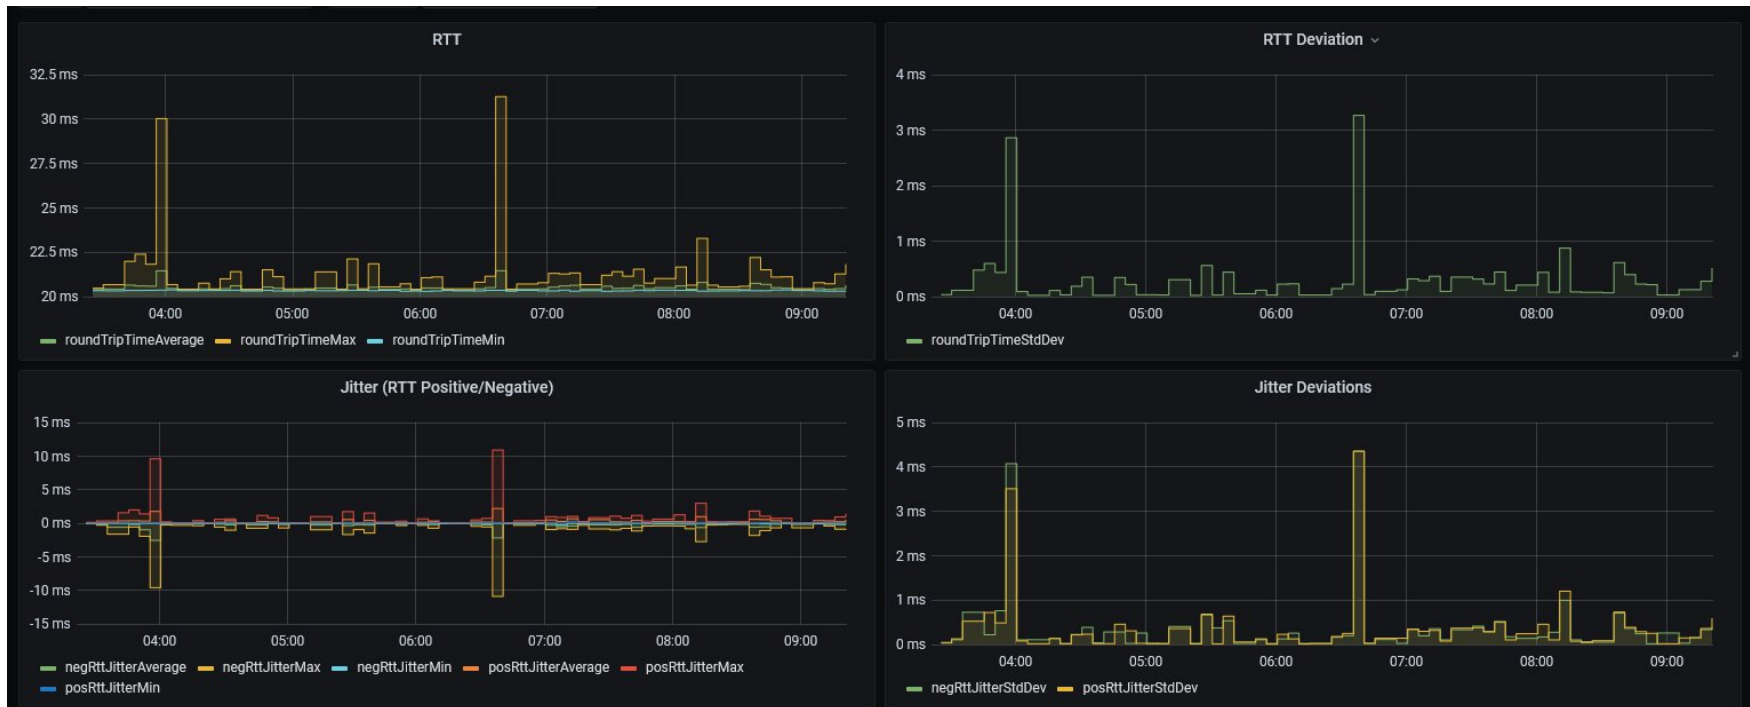 RTT
32.5 ms
30 ms
27.5 ms
25 ms
22.5 ms
20 ms
04:00 05:00 06:00 07:00 08:00 09:00
roundTripTimeAverage roundTripTimeMax roundTripTimeMin
RTT Deviation
4 ms
3 ms
2 ms
1 ms
0 ms
04:00 05:00 06:00 07:00 08:00 09:00
roundTripTimeStdDev
Jitter (RTT Positive/Negative)
15 ms
10 ms
5 ms
0 ms
-5 ms
-10 ms
-15 ms
04:00 05:00 06:00 07:00 08:00 09:00
negRttJitterAverage negRttJitterMax negRttJitterMin posRttJitterAverage posRttJitterMax
posRttJitterMin
Jitter Deviations
5 ms
4 ms
3 ms
2 ms
1 ms
0 ms
04:00 05:00 06:00 07:00 08:00 09:00
negRttJitterStdDev posRttJitterStdDev